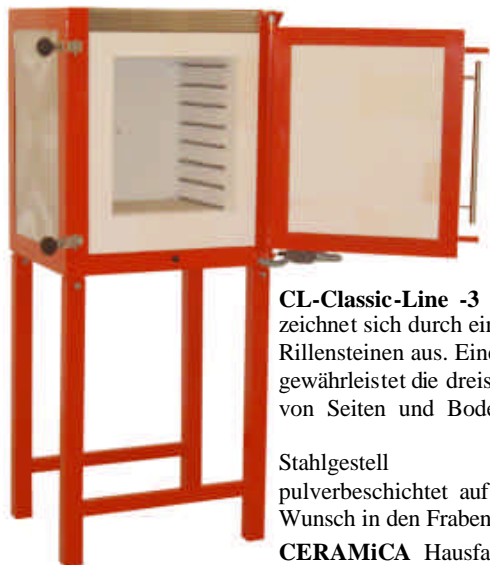 CL-Classic-Line -3
zeichnet sich durch ein
Rillensteinen aus. Eine
gewährleistet die dreis
von Seiten und Bode
Stahlgestell
pulverbeschichtet auf
Wunsch in den Fraben
CERAMiCA Hausfa